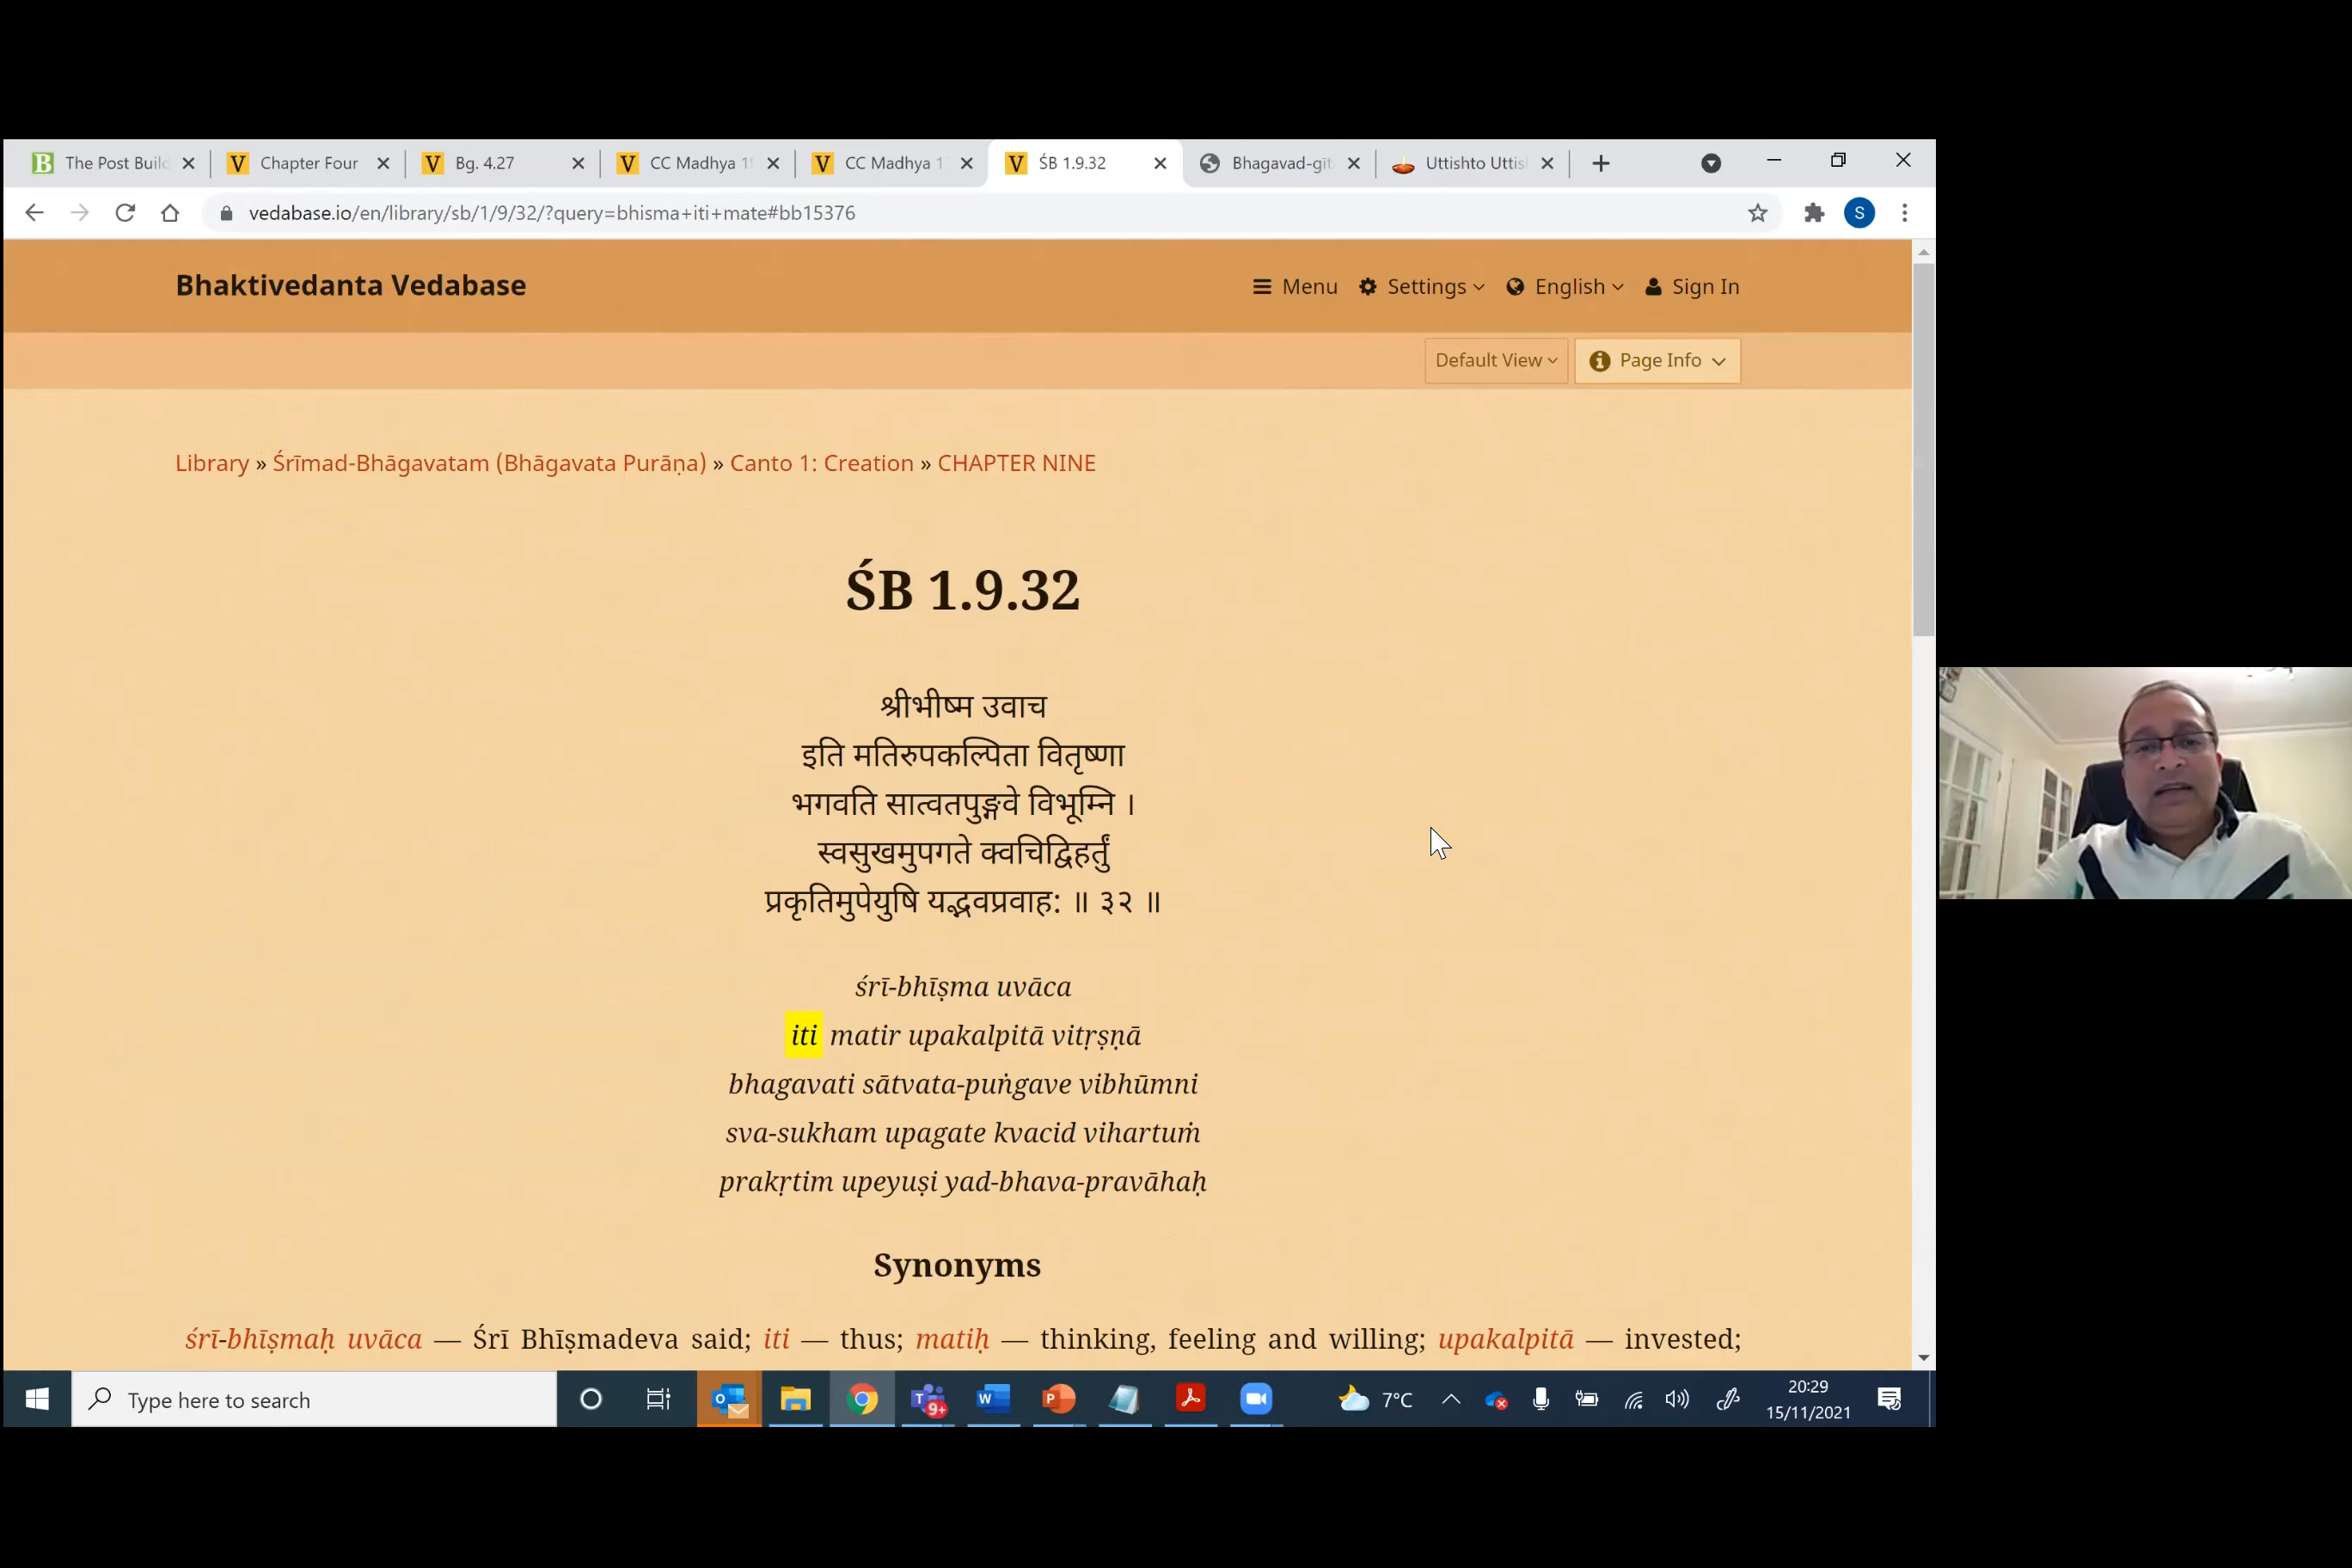 The Post Build
Chapter Four
Bg. 4.27
CC Madhya 1
CC Madhya 1
ŚB 1.9.32
Bhagavad-gīt
Uttishto Uttis
vedabase.io/en/library/sb/1/9/32/?query=bhisma+iti+mate#bb15376
S
Bhaktivedanta Vedabase
Menu Settings English Sign In
Default View Page Info
Library » Śrīmad-Bhāgavatam (Bhāgavata Purāṇa) » Canto 1: Creation » CHAPTER NINE
ŚB 1.9.32
श्रीभीष्म उवाच
इति मतिरुपकल्पिता वितृष्णा
भगवति सात्वतपुङ्गवे विभूम्नि ।
स्वसुखमुपगते क्वचिद्विहर्तुं
प्रकृतिमुपेयुषि यद्भवप्रवाह: ॥ ३२ ॥
śrī-bhīṣma uvāca
iti matir upakalpitā vitṛṣṇā
bhagavati sātvata-puṅgave vibhūmni
sva-sukham upagate kvacid vihartuṁ
prakṛtim upeyuṣi yad-bhava-pravāhaḥ
Synonyms
śrī-bhīṣmaḥ uvāca — Śrī Bhīṣmadeva said; iti — thus; matiḥ — thinking, feeling and willing; upakalpitā — invested;
Type here to search
9+
7°C
20:29
15/11/2021